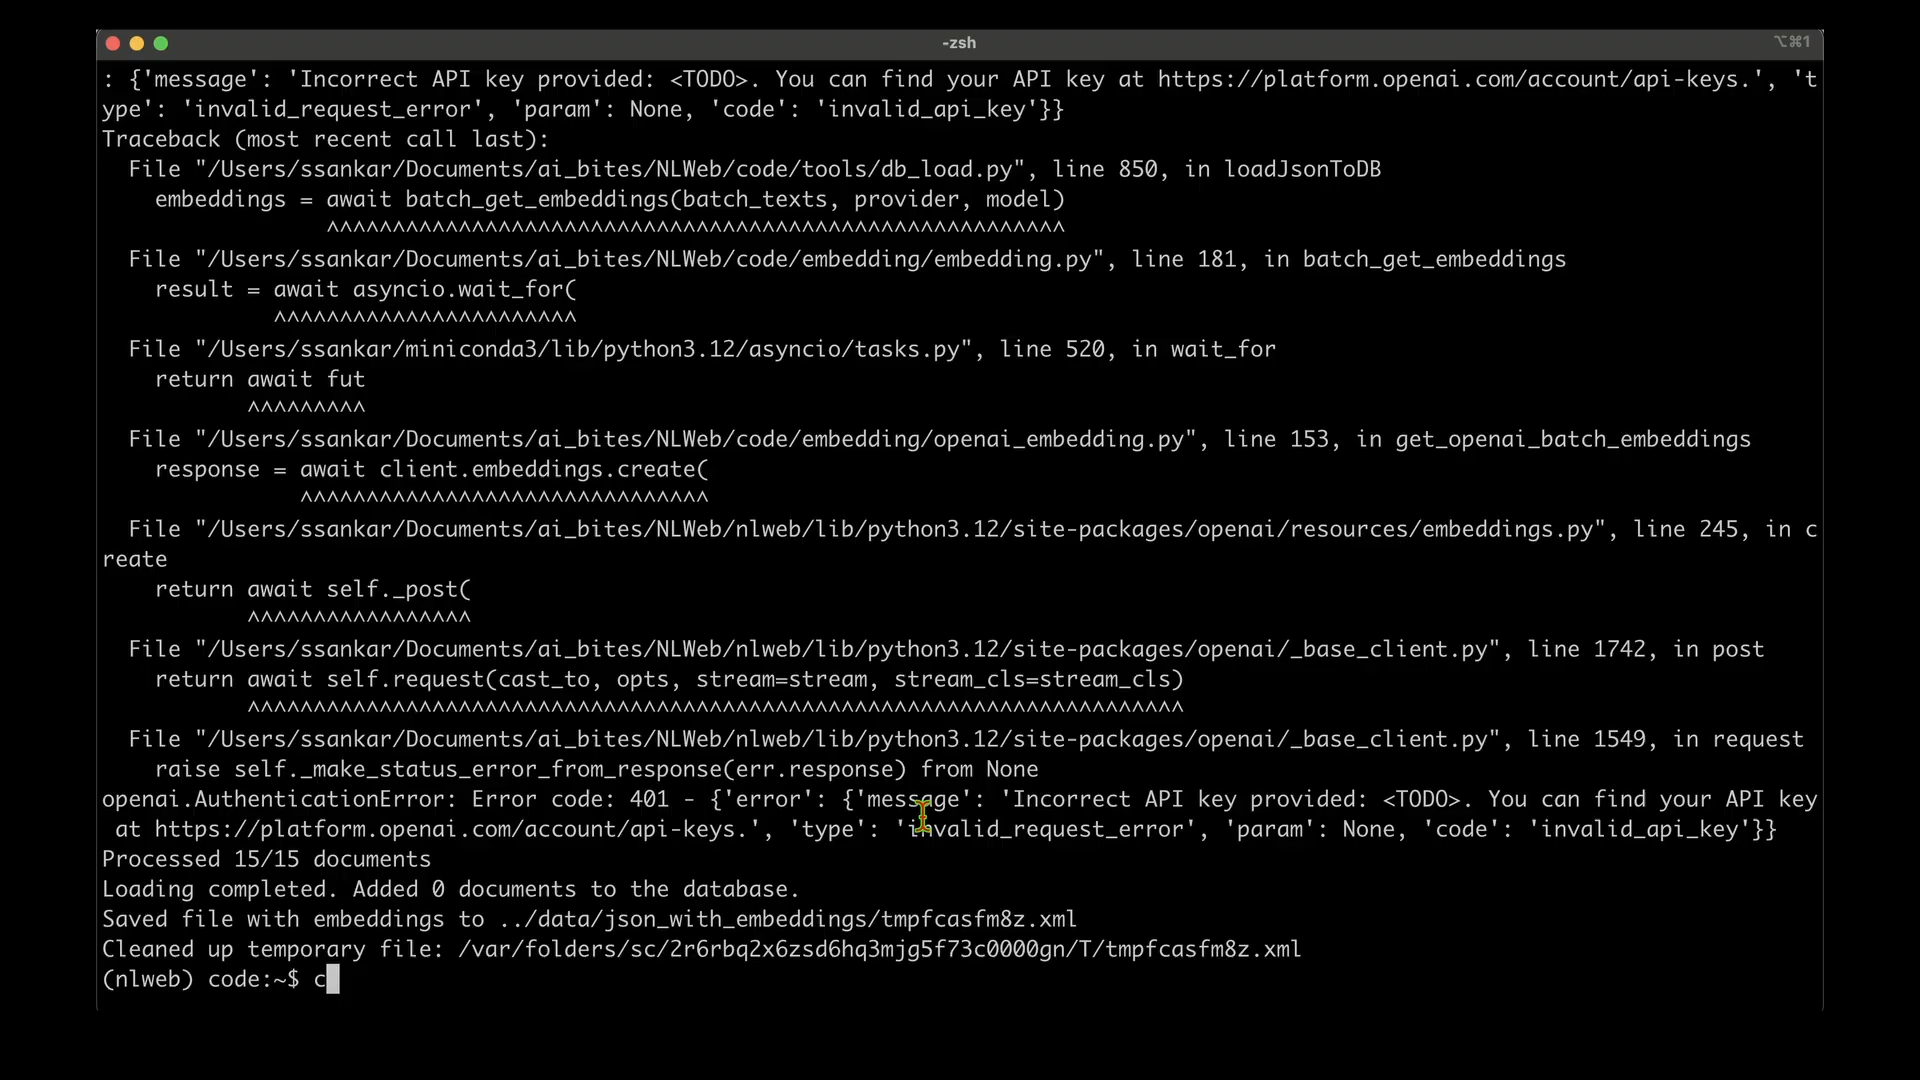 -zsh
⌥⌘1
: {'message': 'Incorrect API key provided: <TODO>. You can find your API key at https://platform.openai.com/account/api-keys.', 't
ype': 'invalid_request_error', 'param': None, 'code': 'invalid_api_key'}}
Traceback (most recent call last):
  File "/Users/ssankar/Documents/ai_bites/NLWeb/code/tools/db_load.py", line 850, in loadJsonToDB
    embeddings = await batch_get_embeddings(batch_texts, provider, model)
                 ^^^^^^^^^^^^^^^^^^^^^^^^^^^^^^^^^^^^^^^^^^^^^^^^^^^^^^^^
  File "/Users/ssankar/Documents/ai_bites/NLWeb/code/embedding/embedding.py", line 181, in batch_get_embeddings
    result = await asyncio.wait_for(
             ^^^^^^^^^^^^^^^^^^^^^^^
  File "/Users/ssankar/miniconda3/lib/python3.12/asyncio/tasks.py", line 520, in wait_for
    return await fut
           ^^^^^^^^^
  File "/Users/ssankar/Documents/ai_bites/NLWeb/code/embedding/openai_embedding.py", line 153, in get_openai_batch_embeddings
    response = await client.embeddings.create(
               ^^^^^^^^^^^^^^^^^^^^^^^^^^^^^^^
  File "/Users/ssankar/Documents/ai_bites/NLWeb/nlweb/lib/python3.12/site-packages/openai/resources/embeddings.py", line 245, in c
reate
    return await self._post(
           ^^^^^^^^^^^^^^^^^
  File "/Users/ssankar/Documents/ai_bites/NLWeb/nlweb/lib/python3.12/site-packages/openai/_base_client.py", line 1742, in post
    return await self.request(cast_to, opts, stream=stream, stream_cls=stream_cls)
           ^^^^^^^^^^^^^^^^^^^^^^^^^^^^^^^^^^^^^^^^^^^^^^^^^^^^^^^^^^^^^^^^^^^^^^^
  File "/Users/ssankar/Documents/ai_bites/NLWeb/nlweb/lib/python3.12/site-packages/openai/_base_client.py", line 1549, in request
    raise self._make_status_error_from_response(err.response) from None
openai.AuthenticationError: Error code: 401 - {'error': {'message': 'Incorrect API key provided: <TODO>. You can find your API key
 at https://platform.openai.com/account/api-keys.', 'type': 'invalid_request_error', 'param': None, 'code': 'invalid_api_key'}}
Processed 15/15 documents
Loading completed. Added 0 documents to the database.
Saved file with embeddings to ../data/json_with_embeddings/tmpfcasfm8z.xml
Cleaned up temporary file: /var/folders/sc/2r6rbq2x6zsd6hq3mjg5f73c0000gn/T/tmpfcasfm8z.xml
(nlweb) code:~$ c